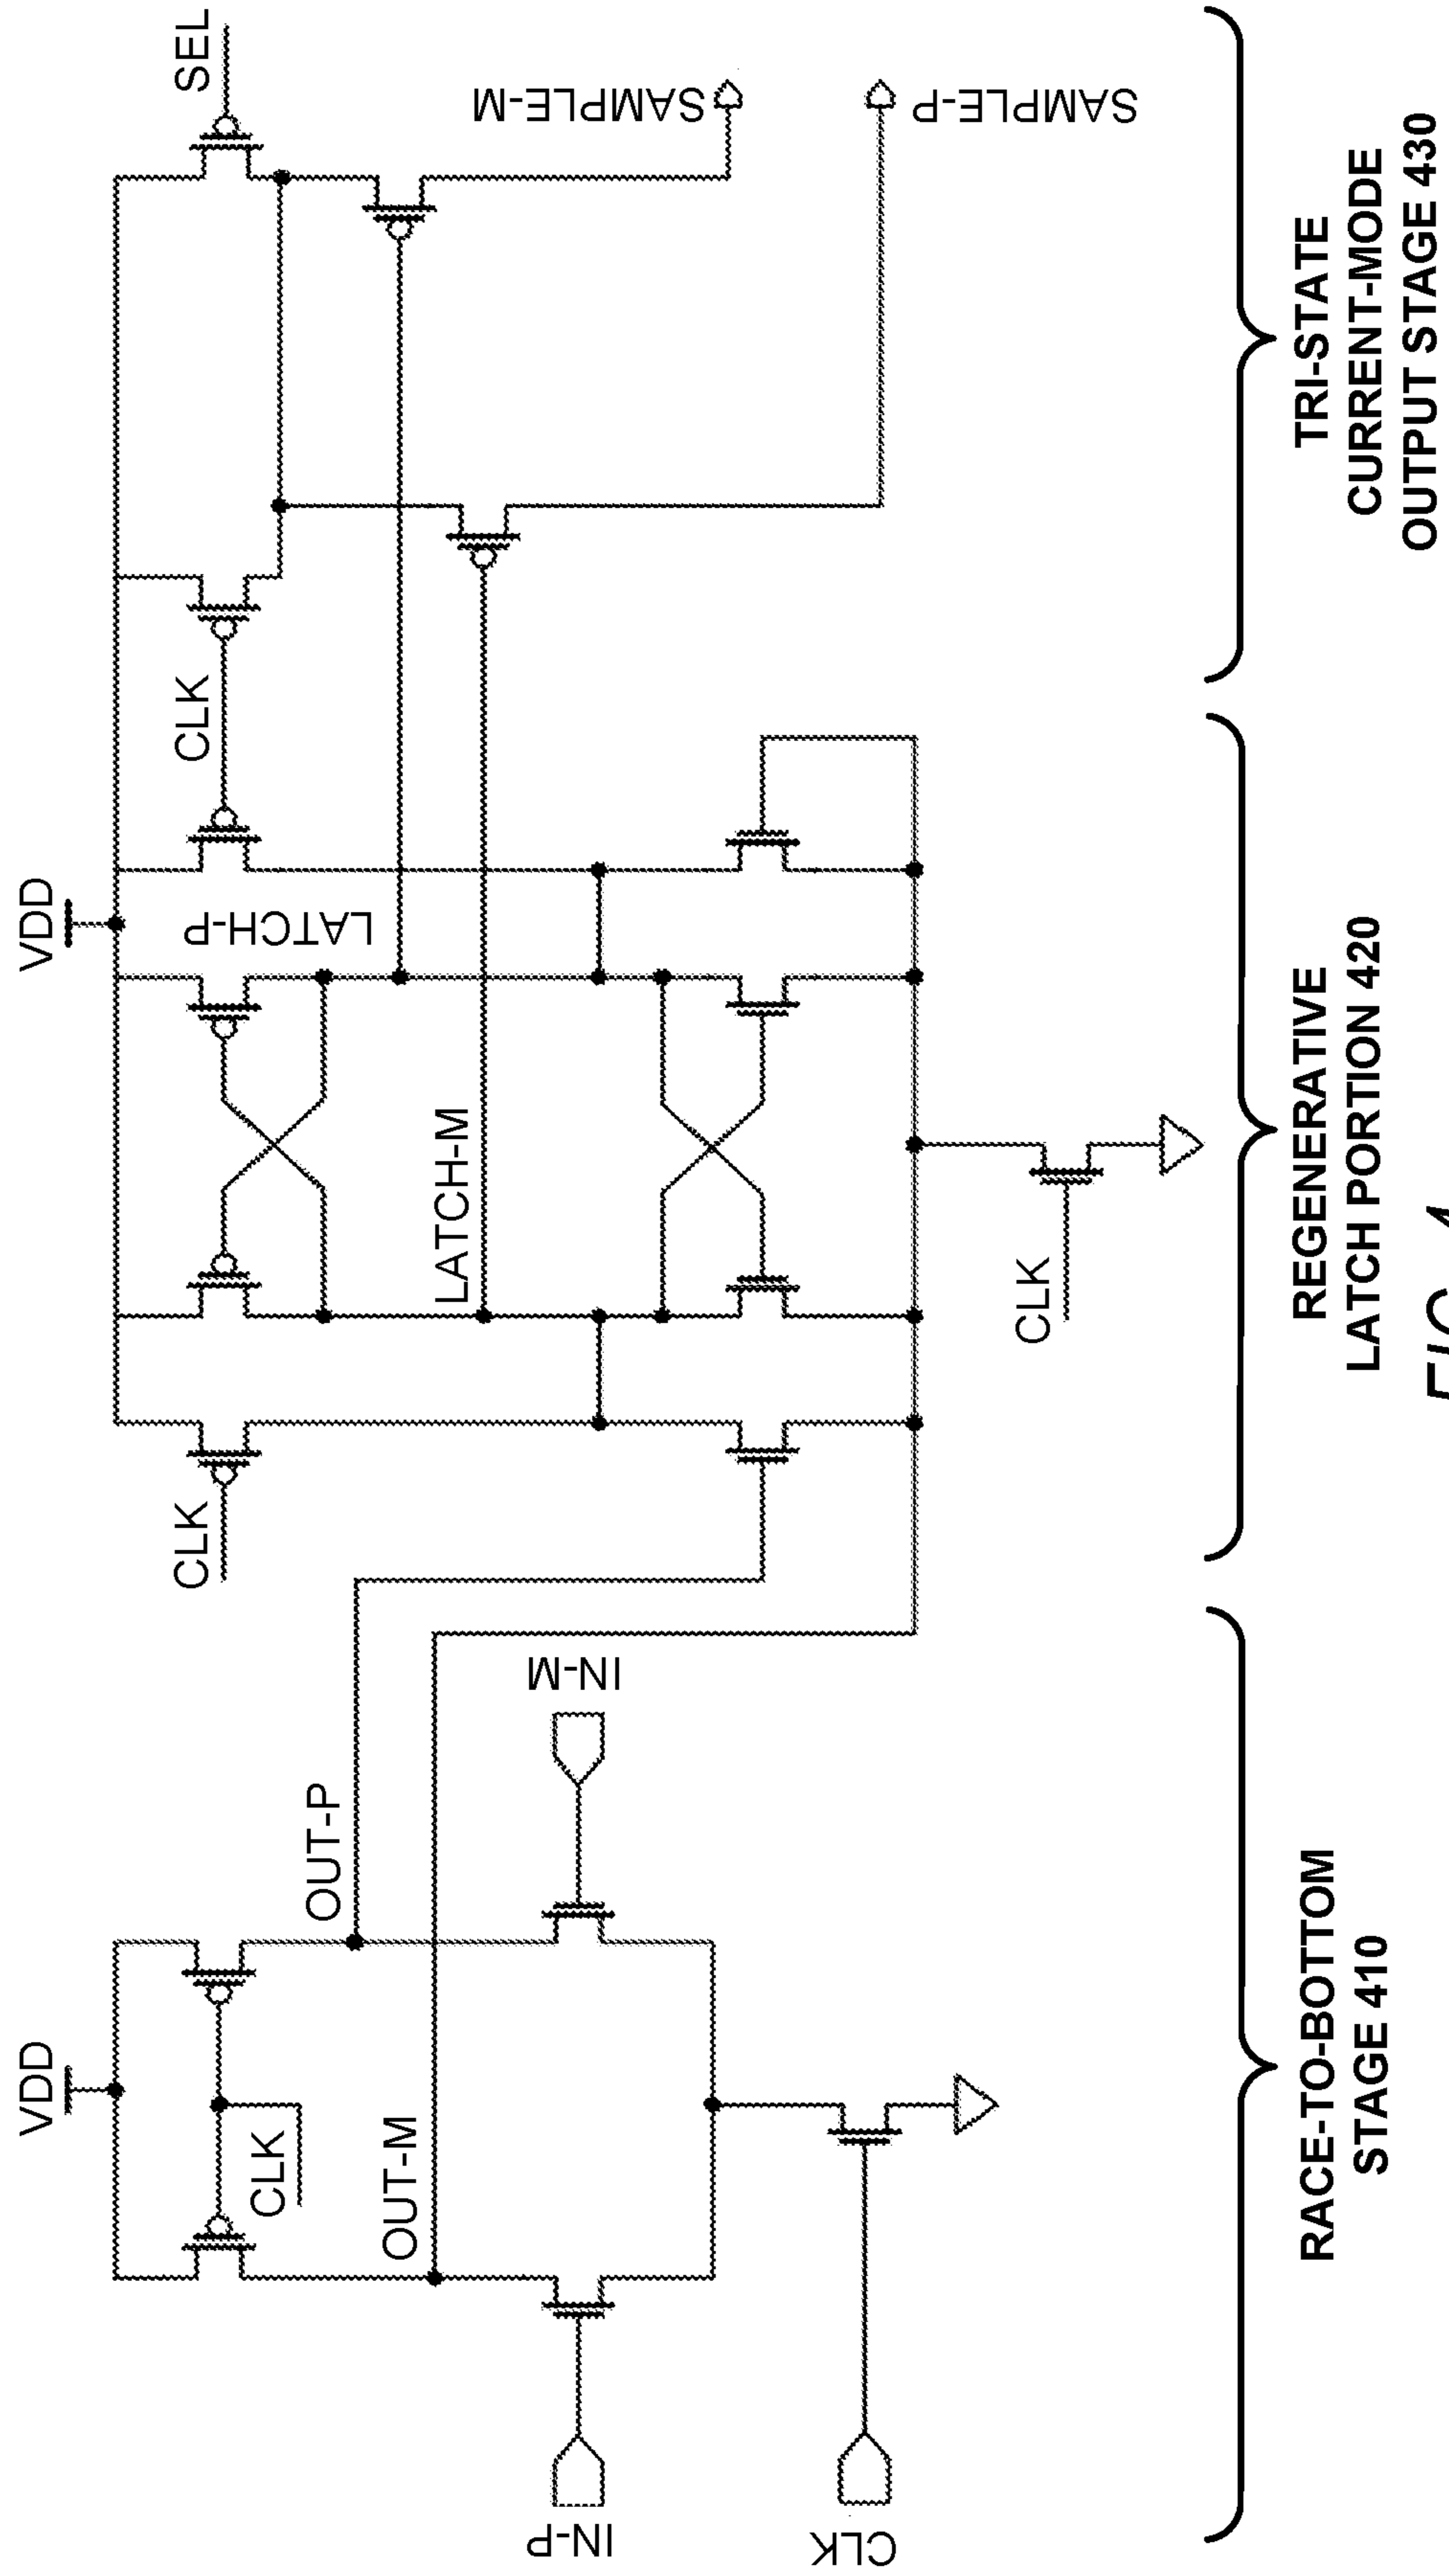 VDD
VDD
CLK
OUT-P
OUT-M
IN-P
IN-M
CLK
CLK
LATCH-P
LATCH-M
CLK
CLK
SEL
SAMPLE-M
SAMPLE-P
RACE-TO-BOTTOM
STAGE 410
REGENERATIVE
LATCH PORTION 420
TRI-STATE
CURRENT-MODE
OUTPUT STAGE 430